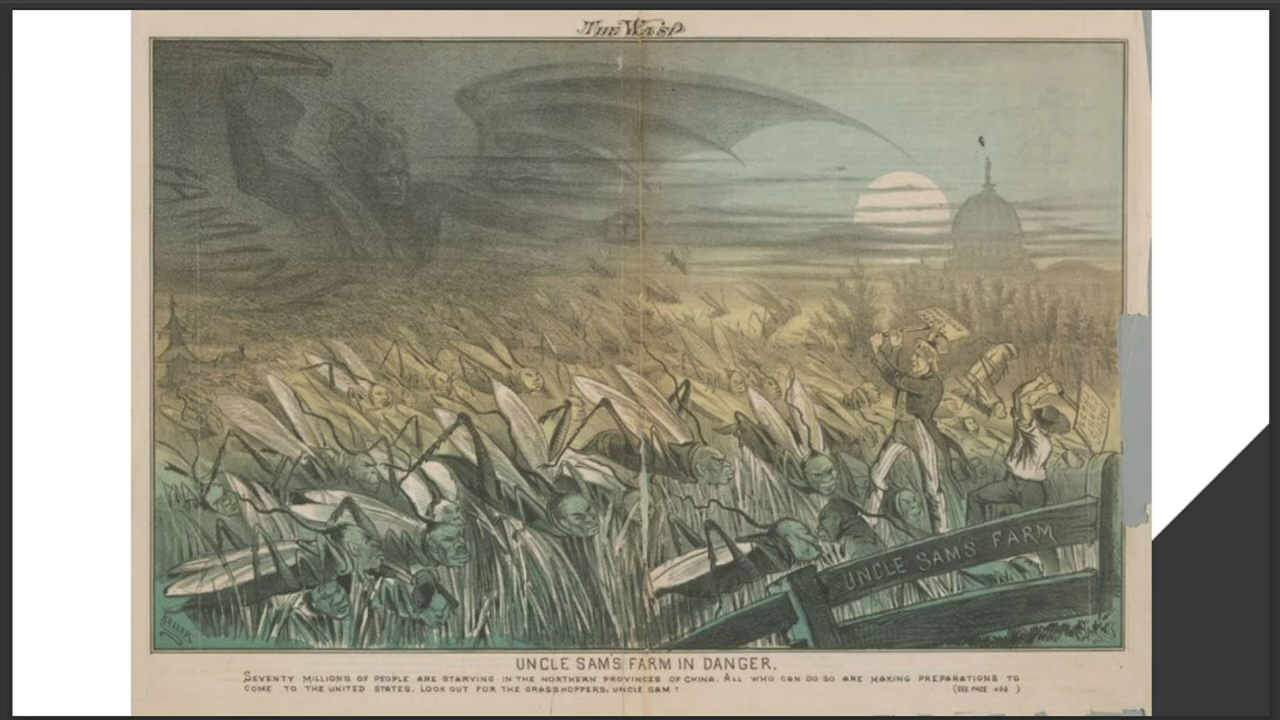 THE WASP
UNCLE SAM'S FARM
KELLER
UNCLE SAM'S FARM IN DANGER.
SEVENTY MILLIONS OF PEOPLE ARE STARVING IN THE NORTHERN PROVINCES OF CHINA. ALL WHO CAN DO SO ARE MAKING PREPARATIONS TO
COME TO THE UNITED STATES. LOOK OUT FOR THE GRASSHOPPERS, UNCLE SAM!
(SEE PAGE